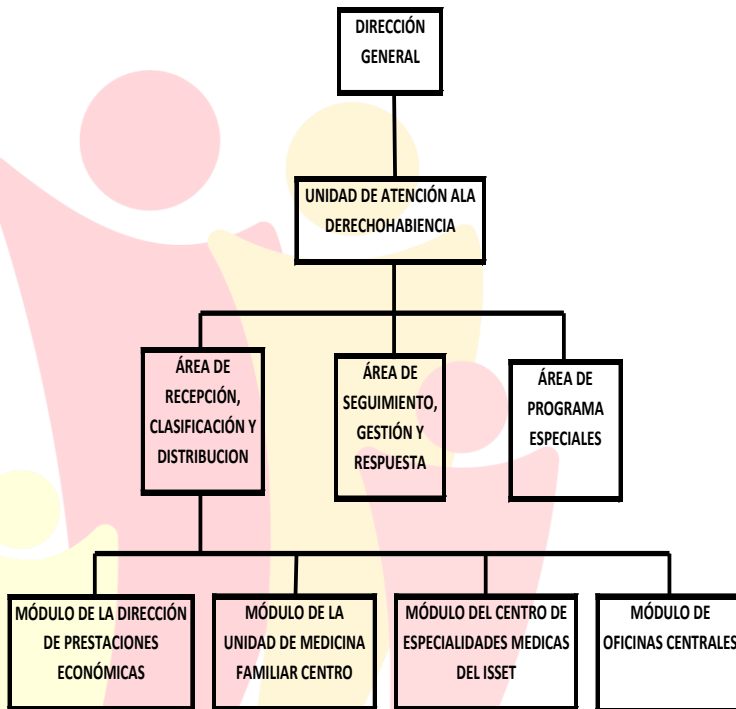 DIRECCIÓN
GENERAL
UNIDAD DE ATENCIÓN ALA
DERECHOHABIENCIA
ÁREA DE
RECEPCIÓN,
CLASIFICACIÓN Y
DISTRIBUCION
ÁREA DE
SEGUIMIENTO,
GESTIÓN Y
RESPUESTA
ÁREA DE
PROGRAMA
ESPECIALES
MÓDULO DE LA DIRECCIÓN
DE PRESTACIONES
ECONÓMICAS
MÓDULO DE LA
UNIDAD DE MEDICINA
FAMILIAR CENTRO
MÓDULO DEL CENTRO DE
ESPECIALIDADES MEDICAS
DEL ISSET
MÓDULO DE
OFICINAS CENTRALES